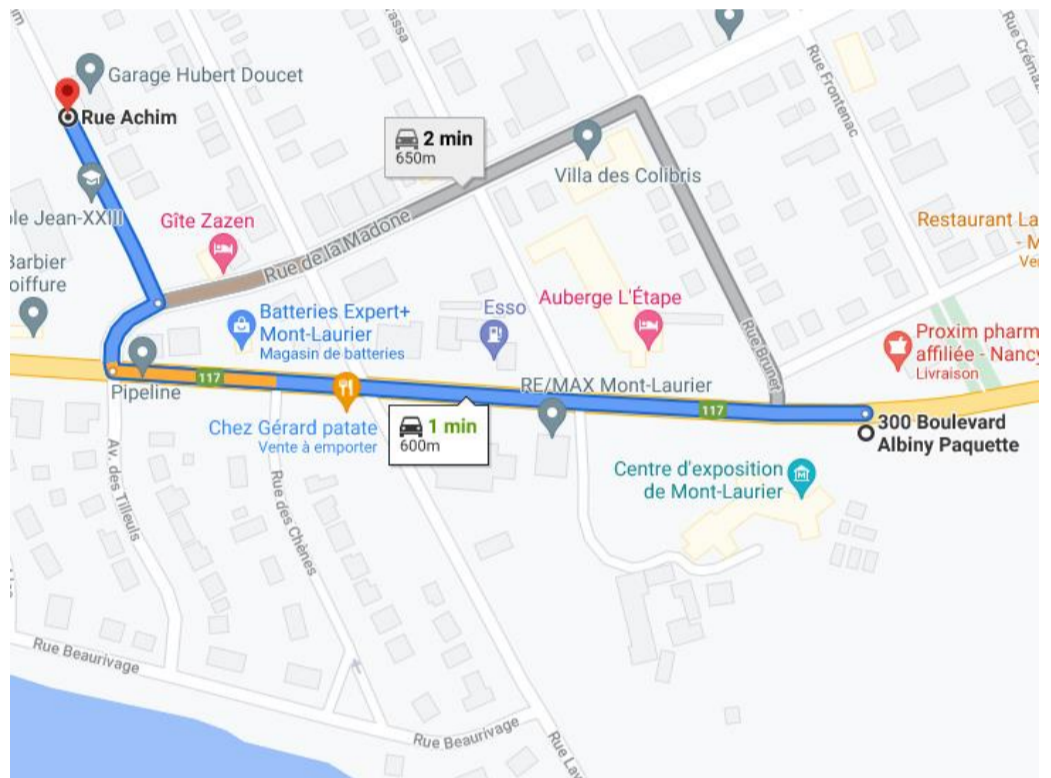 Garage Hubert Doucet
Rue Achim
2 min
650m
Villa des Colibris
Rue Frontenac
Jean-XXIII
Gîte Zazen
Rue de la Madone
Restaurant La
Barbier
Batteries Expert+
Mont-Laurier
Magasin de batteries
Esso
Auberge L'Étape
Rue Bruner
Proxim pharm
affiliée - Nancy
Livraison
117
Pipeline
RE/MAX Mont-Laurier
117
Chez Gérard patate
Vente à emporter
1 min
600m
300 Boulevard
Albiny Paquette
Centre d'exposition
de Mont-Laurier
Av. des Tilleuls
Rue des Chênes
Rue Beaurivage
Rue Beaurivage